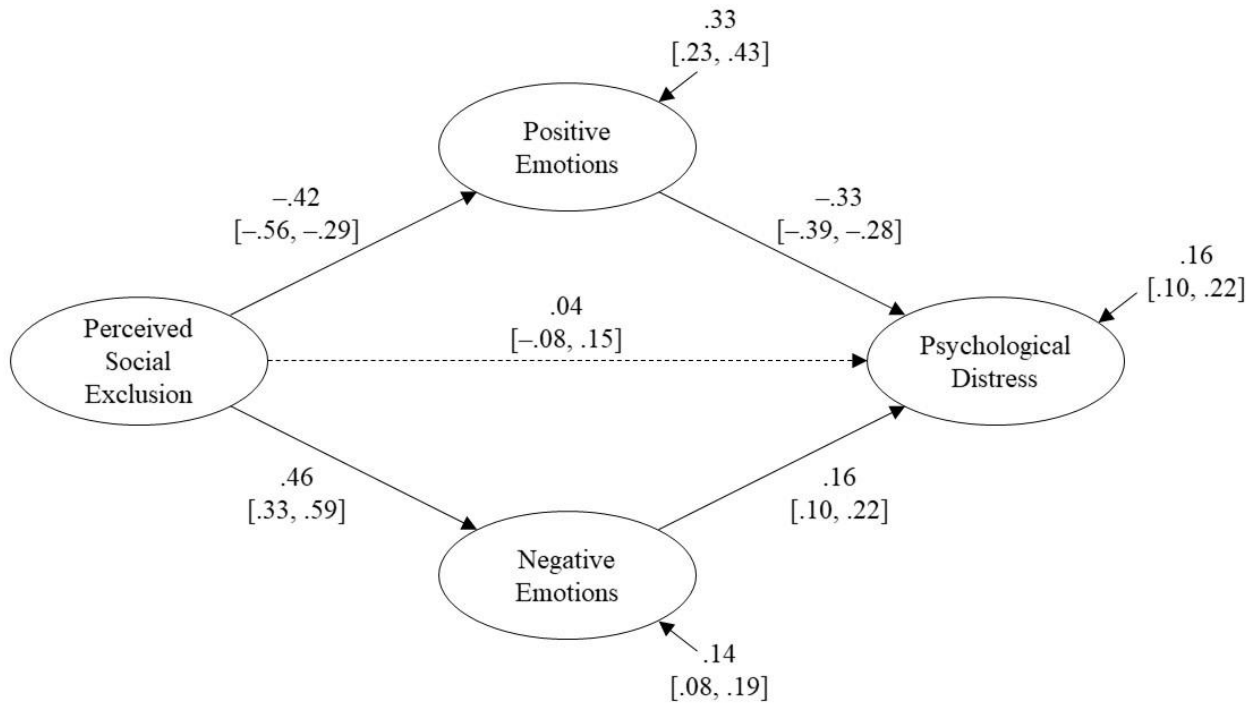 .33
[.23, .43]
Positive
Emotions
–.42
[–.56, –.29]
–.33
[–.39, –.28]
.16
[.10, .22]
.04
[–.08, .15]
Perceived
Social
Exclusion
Psychological
Distress
.46
[.33, .59]
.16
[.10, .22]
Negative
Emotions
.14
[.08, .19]